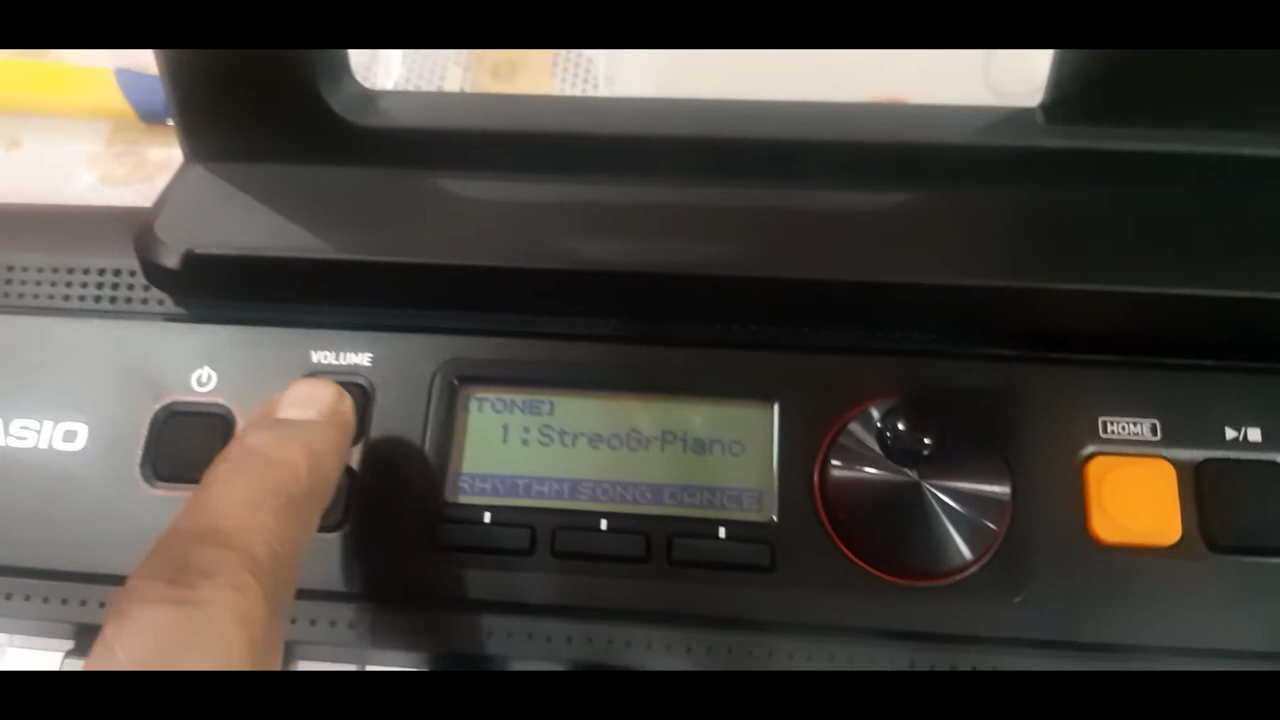 VOLUME
ASIO
[TONE]
1:StreoGrPiano
RHYTHM SONG DANCE
HOME